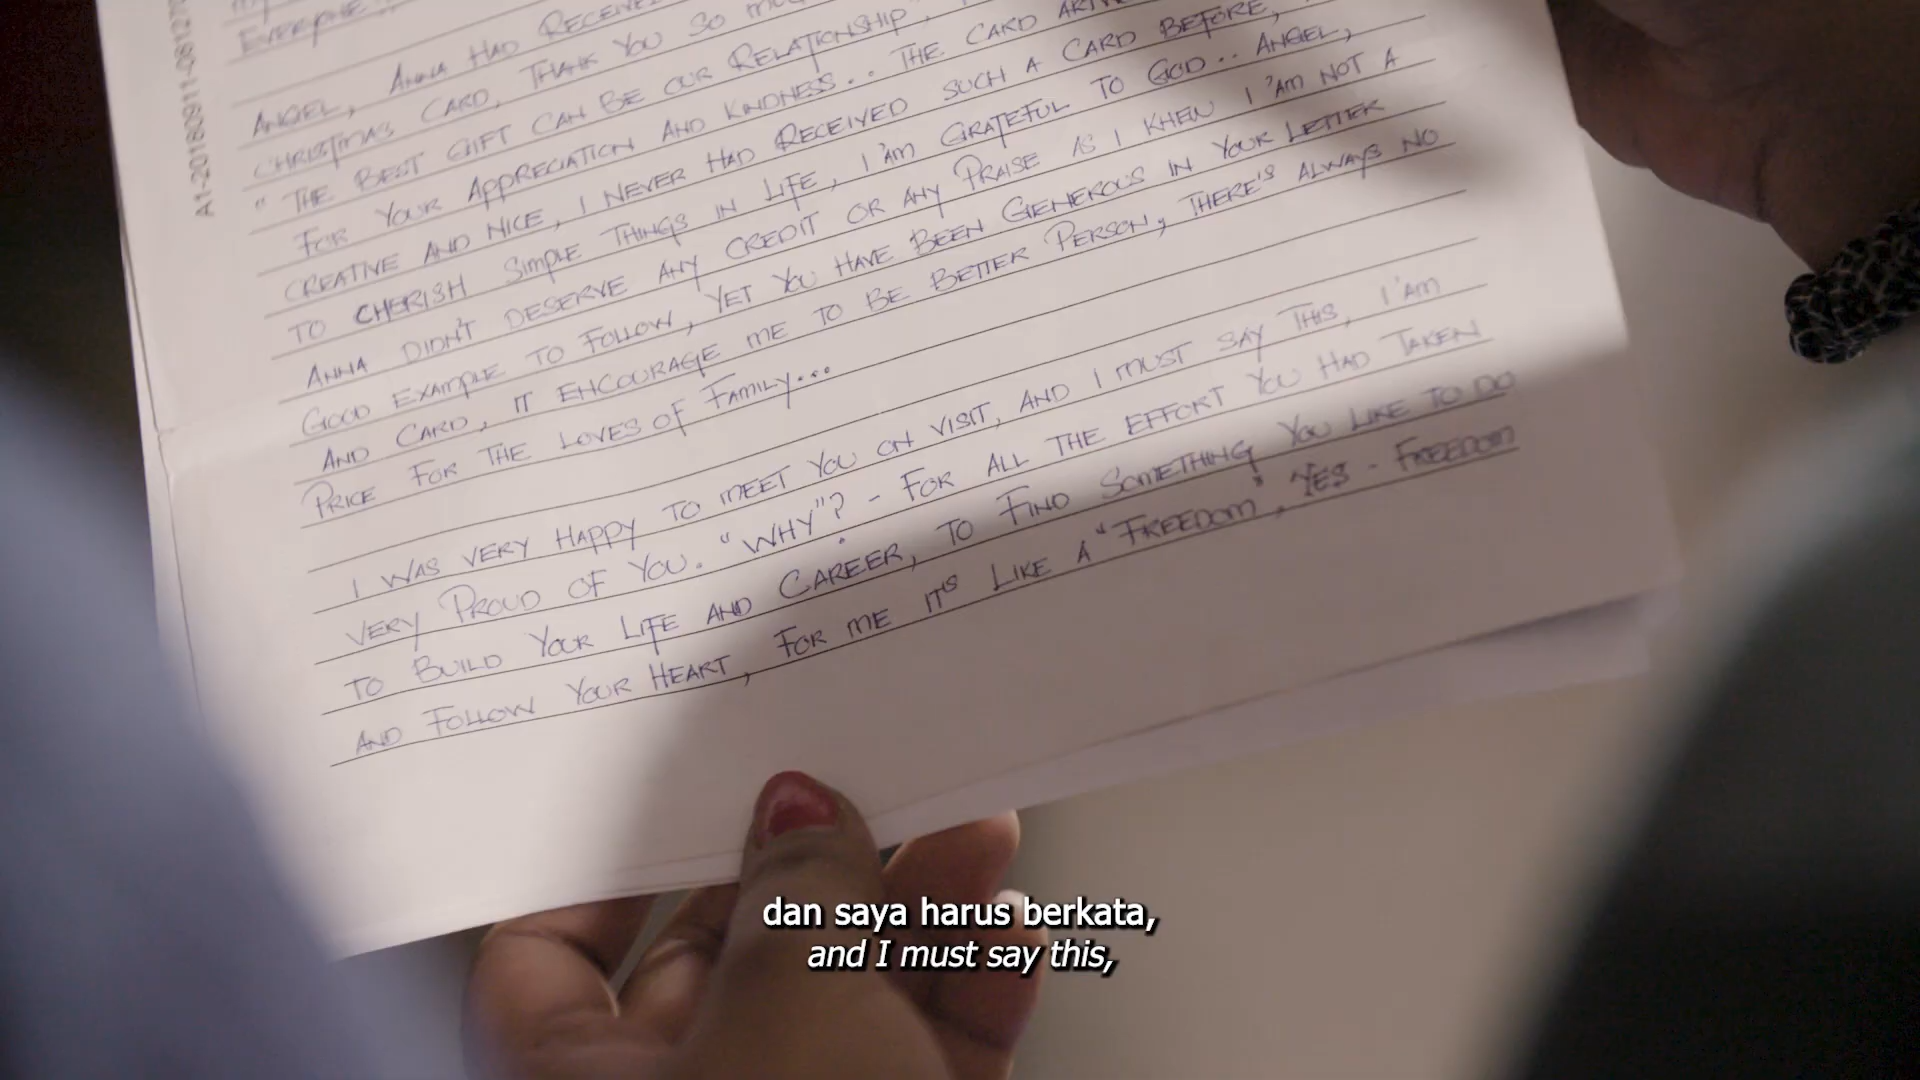 EVERYONE..
ANGEL, ANNA HAD RECEIVED
CHRISTMAS CARD, THANK YOU SO MUCH
"THE BEST GIFT CAN BE OUR RELATIONSHIP",
FOR YOUR APPRECIATION AND KINDNESS.. THE CARD
CREATIVE AND NICE, I NEVER HAD RECEIVED SUCH A CARD BEFORE,
TO CHERISH SIMPLE THINGS IN LIFE, I'AM GRATEFUL TO GOD.. ANGEL,
ANNA DIDN'T DESERVE ANY CREDIT OR ANY PRAISE AS I KHEW I'AM NOT A
GOOD EXAMPLE TO FOLLOW, YET YOU HAVE BEEN GENEROUS IN YOUR LETTER
AND CARD, IT ENCOURAGE ME TO BE BETTER PERSON, THERE'S ALWAYS NO
PRICE FOR THE LOVES OF FAMILY...
I WAS VERY HAPPY TO MEET YOU ON VISIT, AND I MUST SAY THIS, I'AM
VERY PROUD OF YOU. "WHY"? - FOR ALL THE EFFORT YOU HAD TAKEN
TO BUILD YOUR LIFE AND CAREER, TO FIND SOMETHING YOU LIKE TO DO
AND FOLLOW YOUR HEART, FOR ME IT'S LIKE A "FREEDOM", YES - FREEDOM
dan saya harus berkata,
and I must say this,